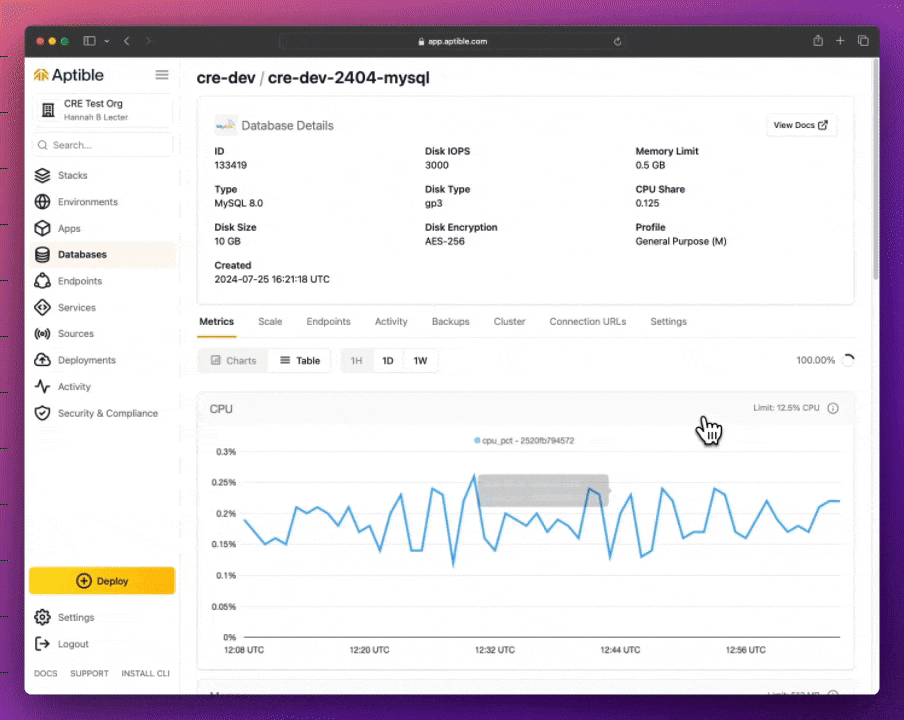 app.aptible.com
Aptible
CRE Test Org
Hannah B Lecter
Search...
Stacks
Environments
Apps
Databases
Endpoints
Services
Sources
Deployments
Activity
Security & Compliance
Deploy
Settings
Logout
DOCS SUPPORT INSTALL CLI
cre-dev / cre-dev-2404-mysql
Database Details
View Docs
ID
133419
Disk IOPS
3000
Memory Limit
0.5 GB
Type
MySQL 8.0
Disk Type
gp3
CPU Share
0.125
Disk Size
10 GB
Disk Encryption
AES-256
Profile
General Purpose (M)
Created
2024-07-25 16:21:18 UTC
Metrics Scale Endpoints Activity Backups Cluster Connection URLs Settings
Charts Table 1H 1D 1W 100.00%
CPU
Limit: 12.5% CPU
cpu_pct - 2520fb794572
0.3%
0.25%
0.2%
0.15%
0.1%
0.05%
0%
12:08 UTC 12:20 UTC 12:32 UTC 12:44 UTC 12:56 UTC